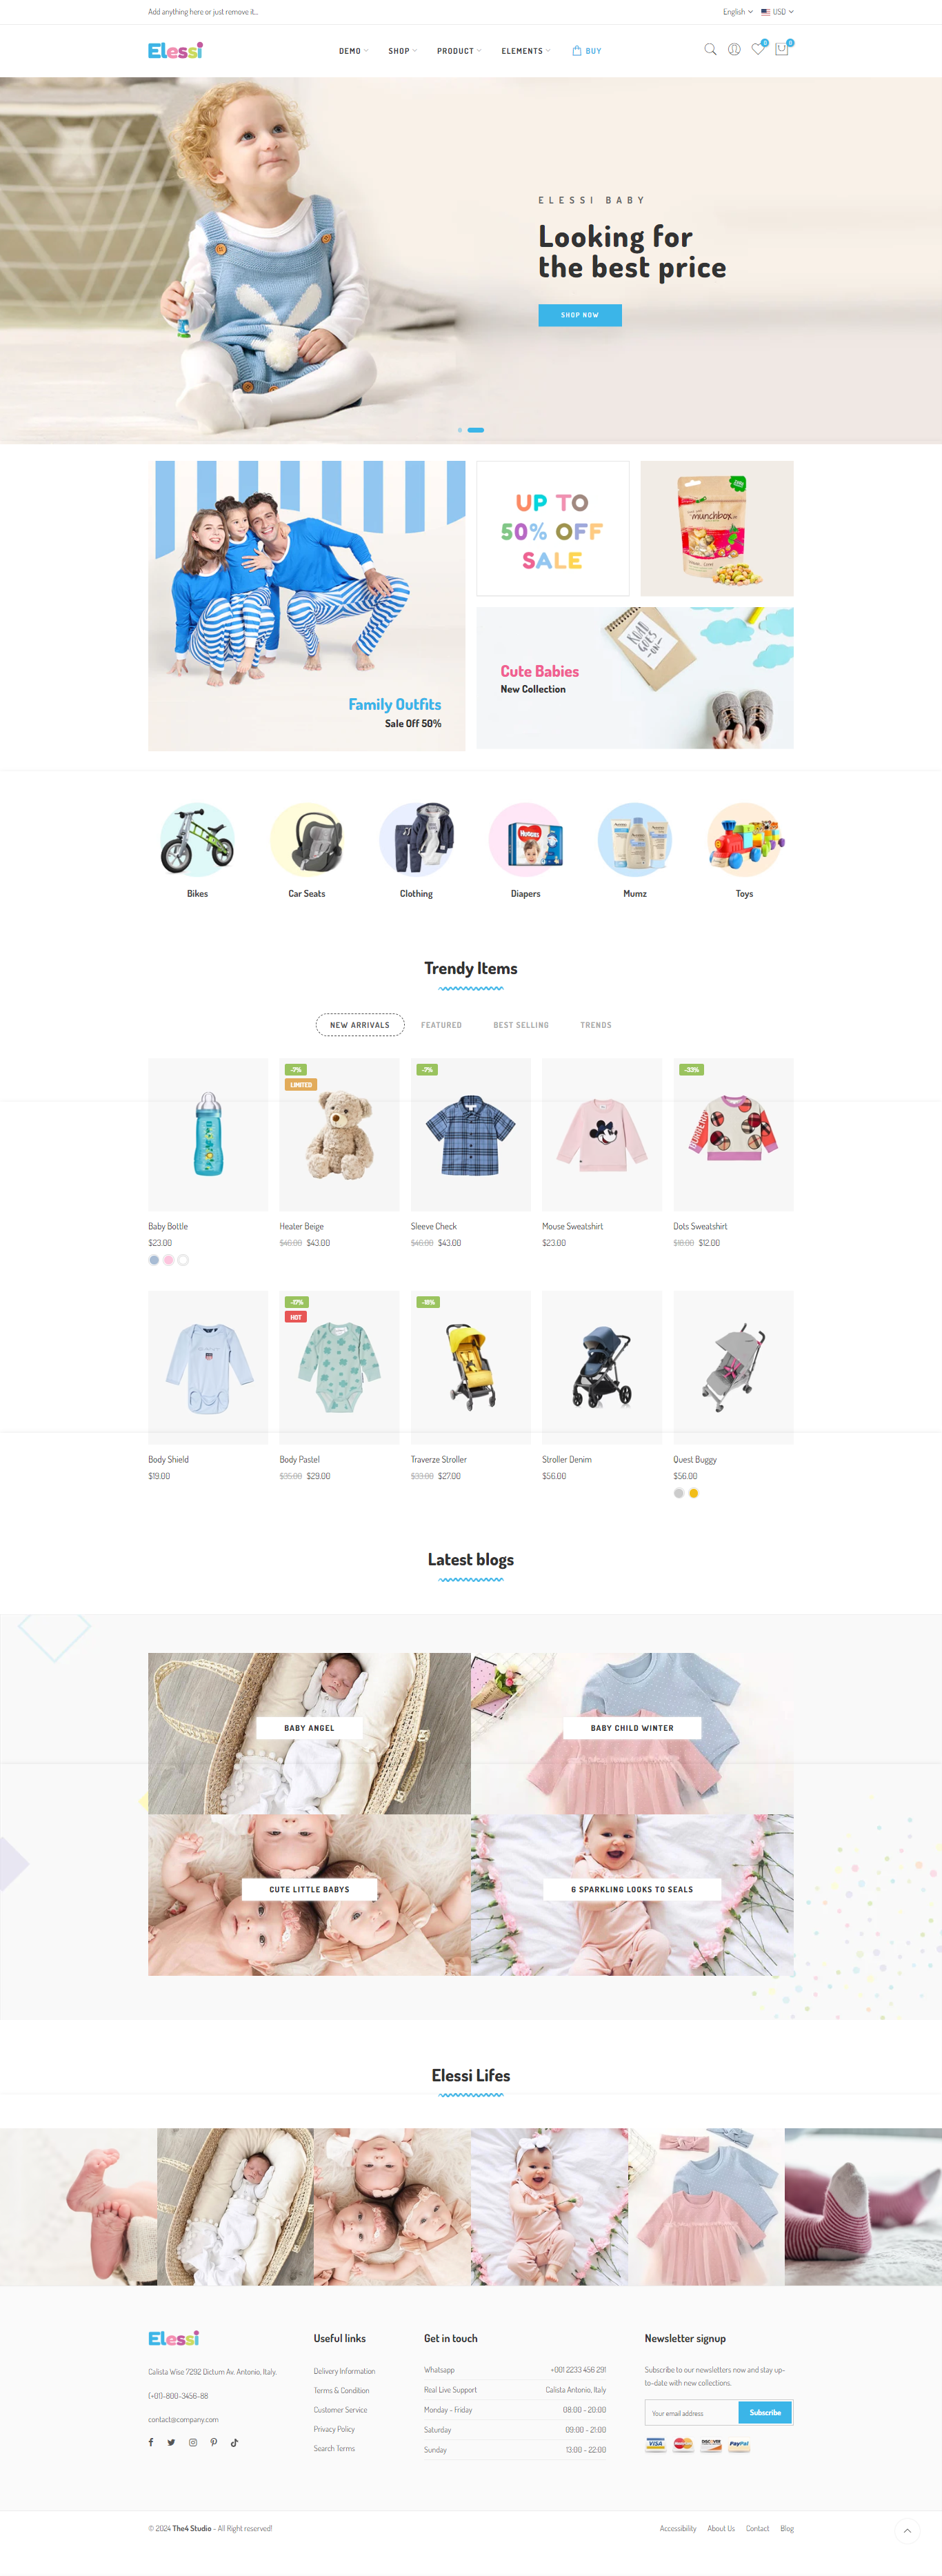 Add anything here or just remove it...
English
USD
Elessi
DEMO
SHOP
PRODUCT
ELEMENTS
BUY
0
0
ELESSI BABY
Looking for
the best price
SHOP NOW
UP TO
50% OFF
SALE
munchbox
Family Outfits
Sale Off 50%
ROAD
GOES
ON
Cute Babies
New Collection
HUGGIES
Bikes
Car Seats
Clothing
Diapers
Mumz
Toys
Trendy Items
NEW ARRIVALS
FEATURED
BEST SELLING
TRENDS
-7%
LIMITED
-7%
-33%
Baby Bottle
$23.00
Heater Beige
$46.00 $43.00
Sleeve Check
$46.00 $43.00
Mouse Sweatshirt
$23.00
Dots Sweatshirt
$18.00 $12.00
-17%
HOT
-18%
Body Shield
$19.00
Body Pastel
$35.00 $29.00
Traverze Stroller
$33.00 $27.00
Stroller Denim
$56.00
Quest Buggy
$56.00
Latest blogs
BABY ANGEL
BABY CHILD WINTER
CUTE LITTLE BABYS
6 SPARKLING LOOKS TO SEALS
Elessi Lifes
Elessi
Calista Wise 7292 Dictum Av. Antonio, Italy.
(+01)-800-3456-88
contact@company.com
Useful links
Delivery Information
Terms & Condition
Customer Service
Privacy Policy
Search Terms
Get in touch
Whatsapp +001 2233 456 291
Real Live Support Calista Antonio, Italy
Monday - Friday 08:00 - 20:00
Saturday 09:00 - 21:00
Sunday 13:00 - 22:00
Newsletter signup
Subscribe to our newsletters now and stay up-
to-date with new collections.
Your email address
Subscribe
VISA
MasterCard
DISCOVER
PayPal
© 2024 The4 Studio - All Right reserved!
Accessibility
About Us
Contact
Blog